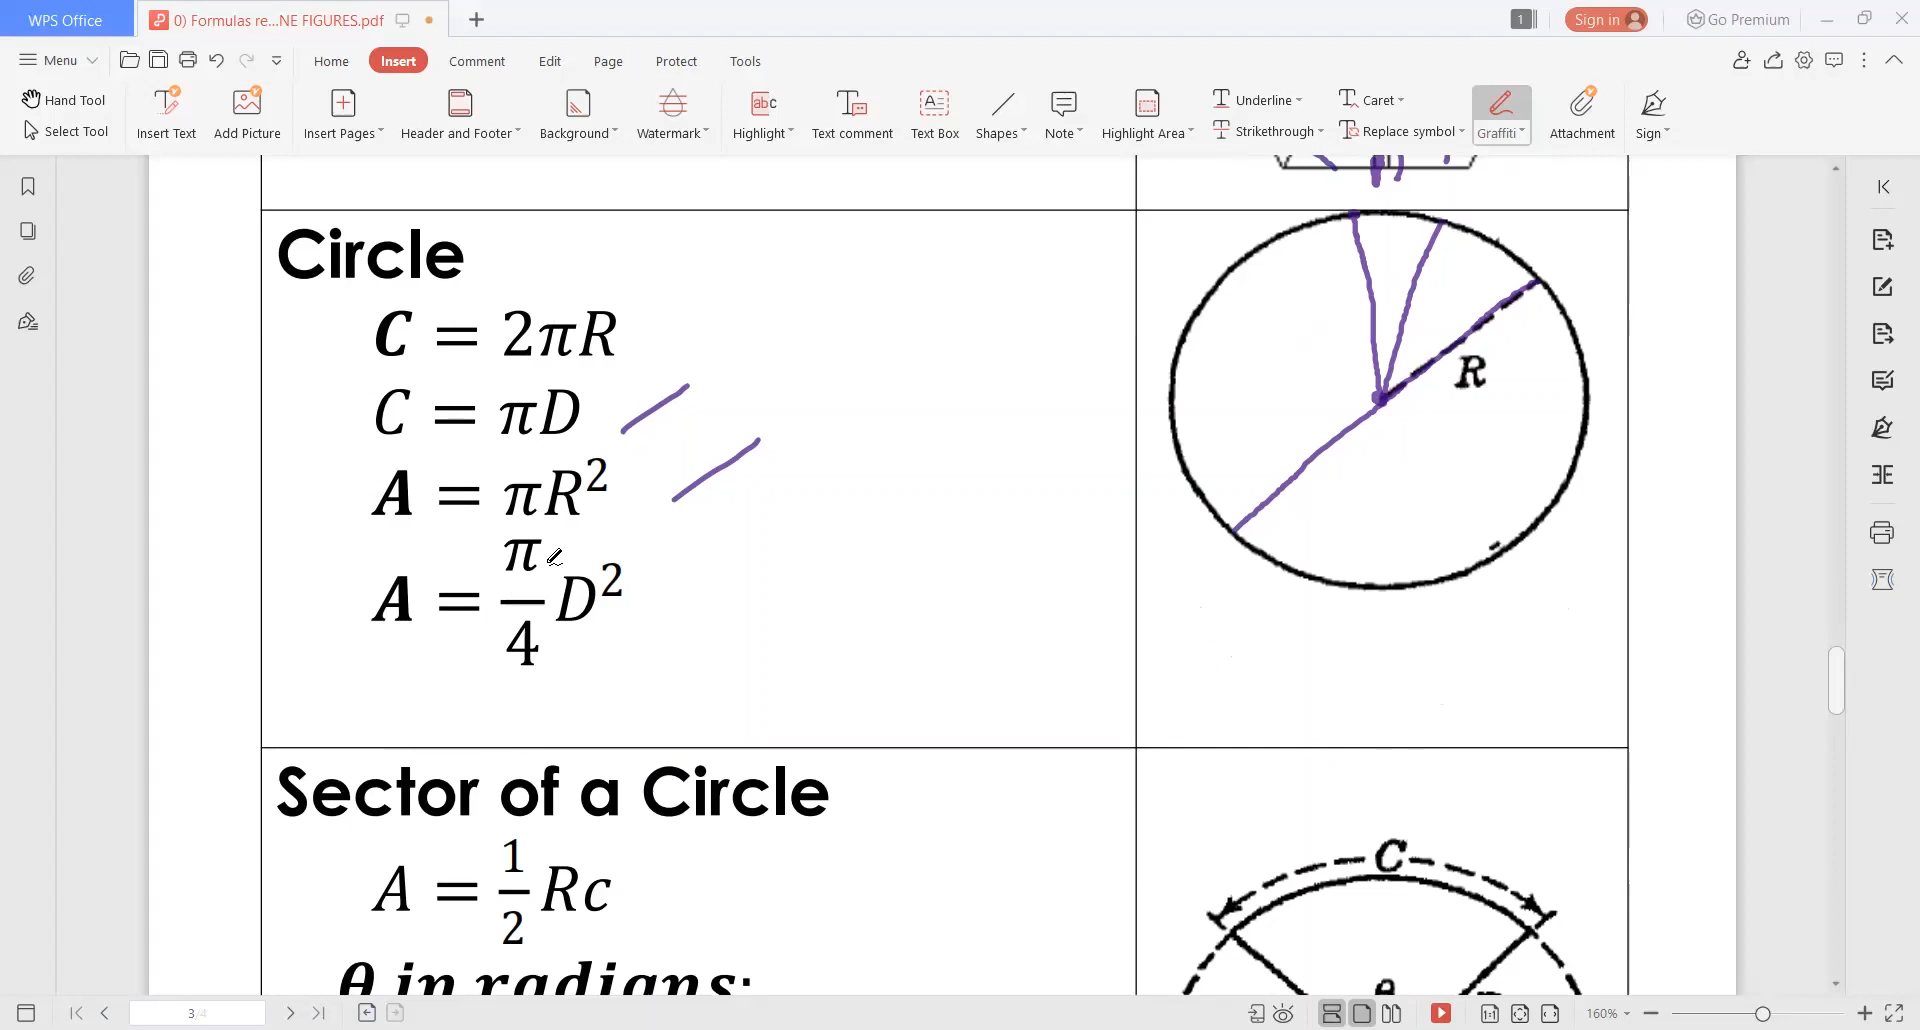 WPS Office
0) Formulas re...NE FIGURES.pdf
1
Sign in
Go Premium
Menu
Home
Insert
Comment
Edit
Page
Protect
Tools
Hand Tool
Select Tool
Insert Text
Add Picture
Insert Pages
Header and Footer
Background
Watermark
abc
Highlight
Text comment
Text Box
Shapes
Note
Highlight Area
Underline
Strikethrough
Caret
Replace symbol
Graffiti
Attachment
Sign
Circle
C = 2πR
C = πD
A = πR²
A = π/4 D²
R
Sector of a Circle
A = 1/2 Rc
θ in radians:
C
θ
3/4
160%